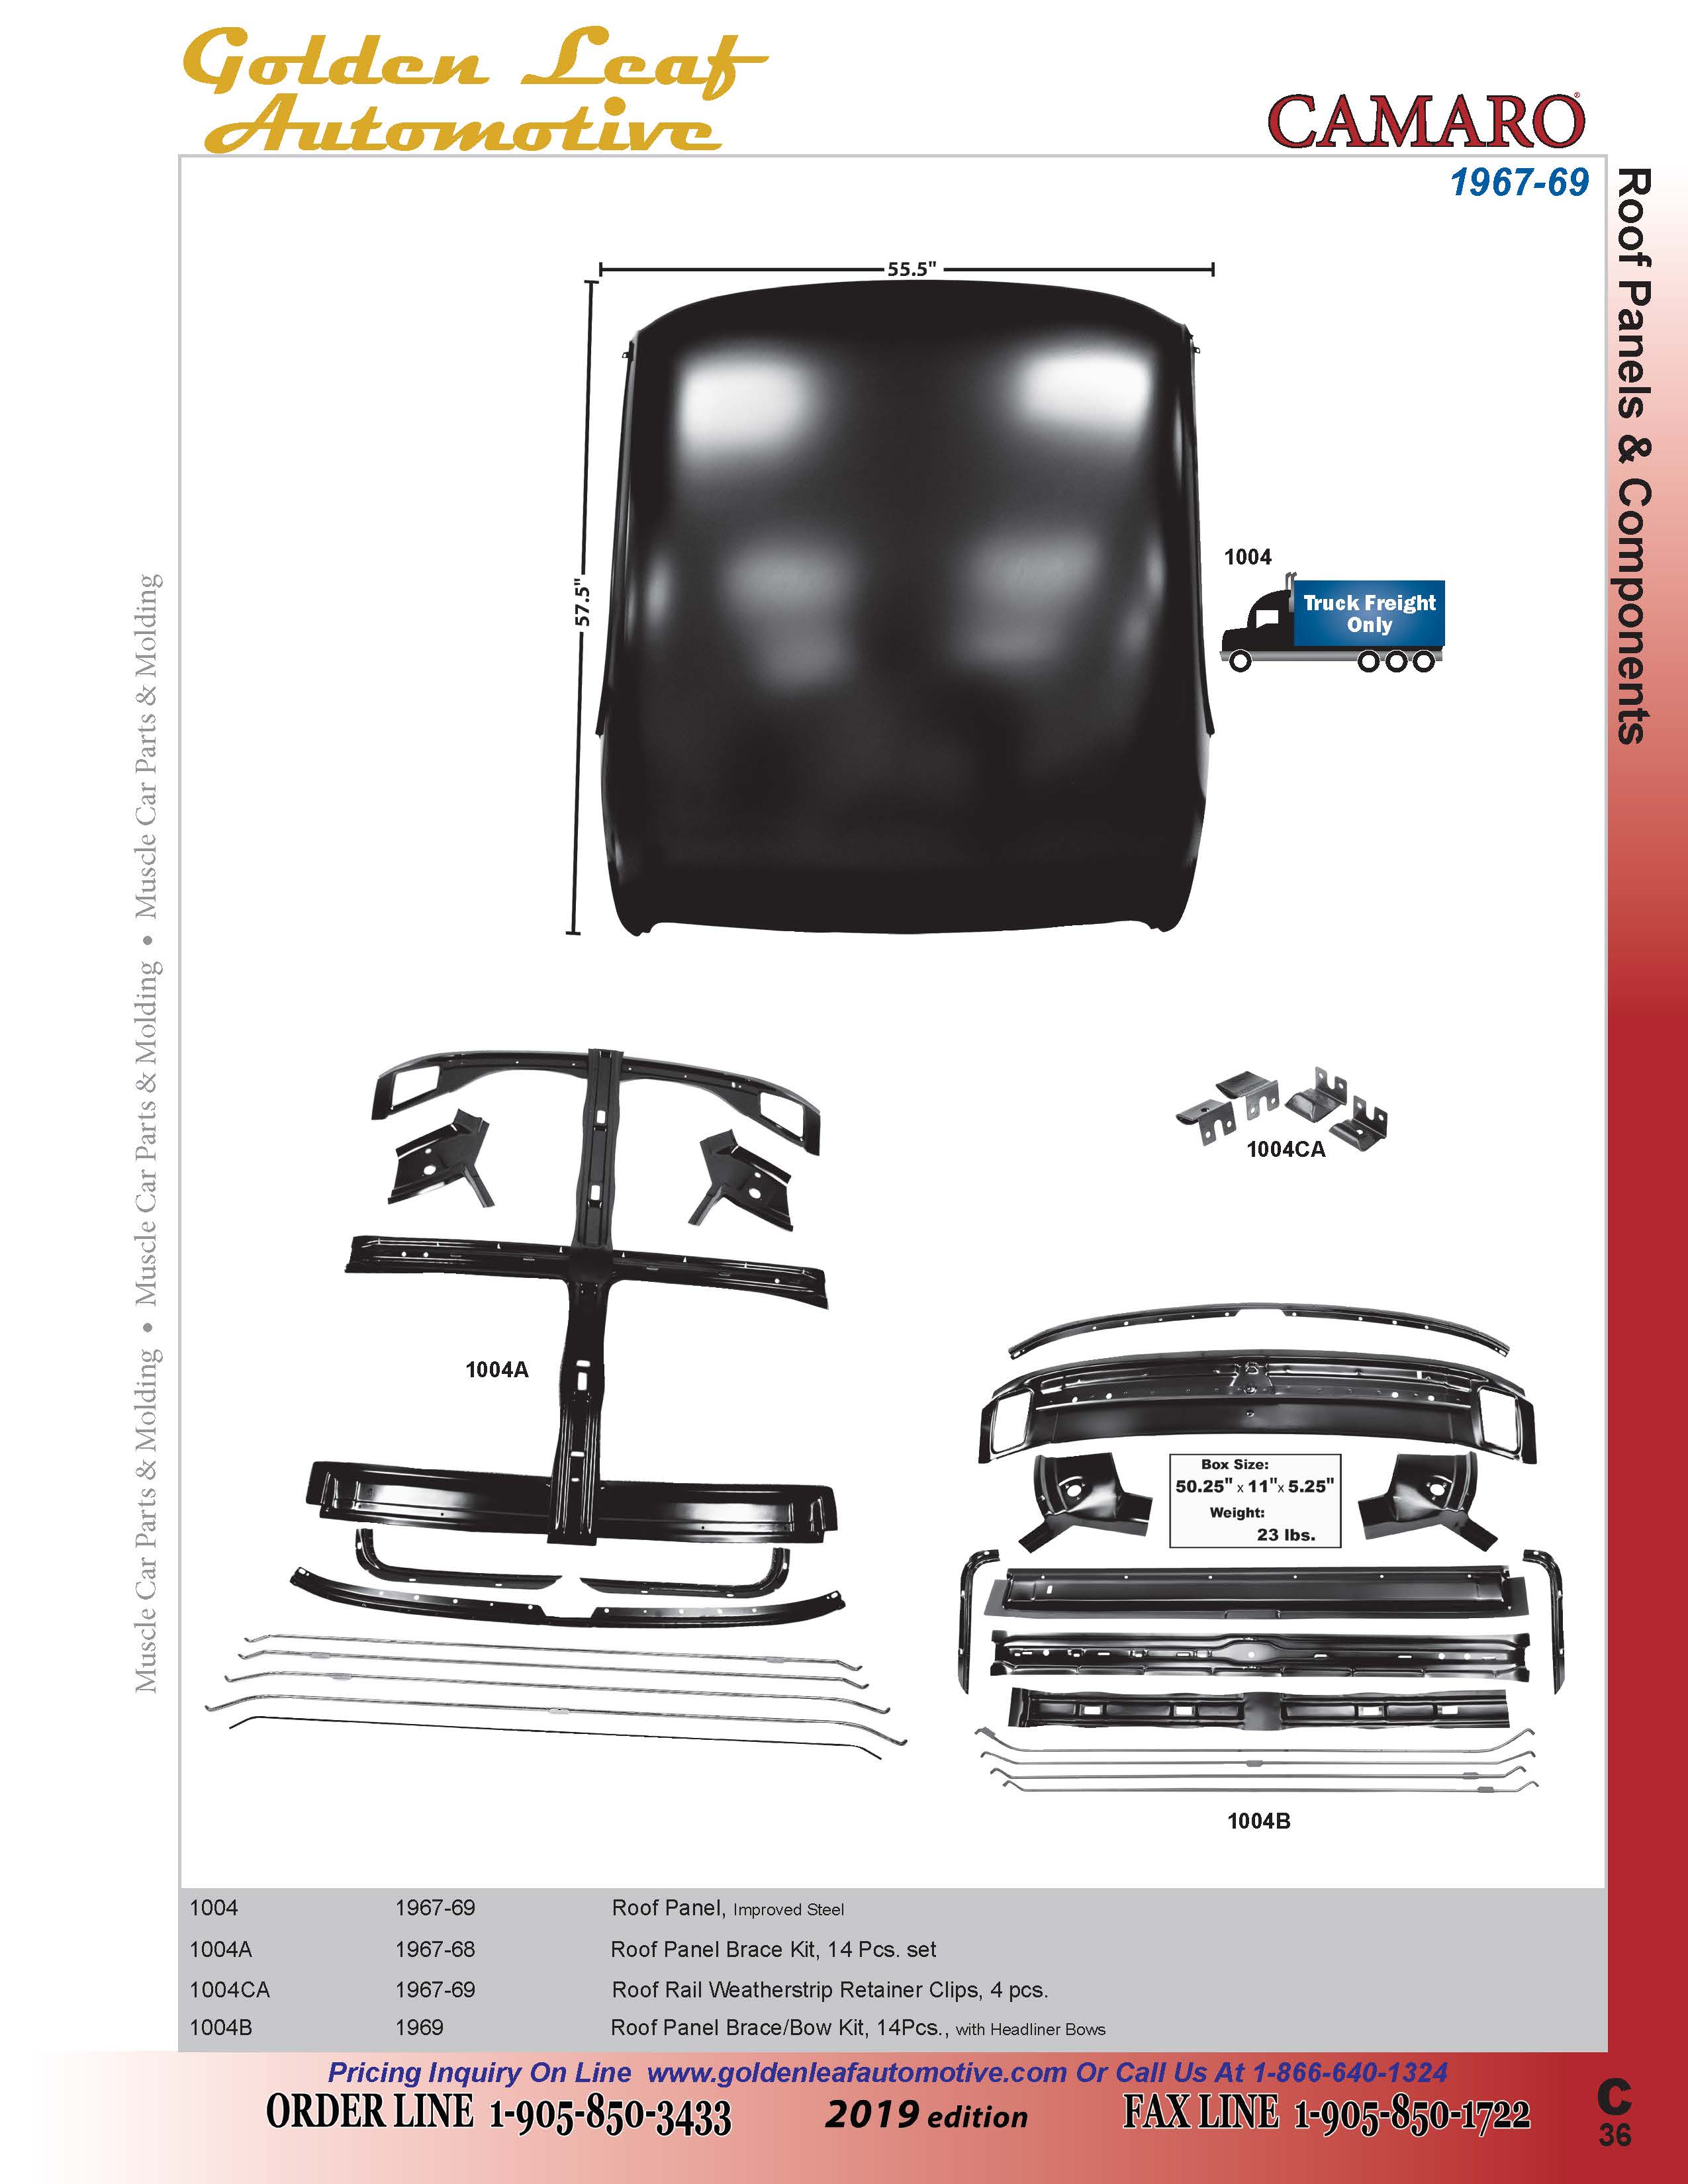 Golden Leaf
Automotive
CAMARO®
1967-69
Roof Panels & Components
Muscle Car Parts & Molding • Muscle Car Parts & Molding • Muscle Car Parts & Molding
55.5"
57.5"
1004
Truck Freight
Only
1004CA
1004A
Box Size:
50.25" x 11"x 5.25"
Weight:
23 lbs.
1004B
1004 1967-69 Roof Panel, Improved Steel
1004A 1967-68 Roof Panel Brace Kit, 14 Pcs. set
1004CA 1967-69 Roof Rail Weatherstrip Retainer Clips, 4 pcs.
1004B 1969 Roof Panel Brace/Bow Kit, 14Pcs., with Headliner Bows
Pricing Inquiry On Line www.goldenleafautomotive.com Or Call Us At 1-866-640-1324
ORDER LINE 1-905-850-3433 2019 edition FAX LINE 1-905-850-1722
C
36